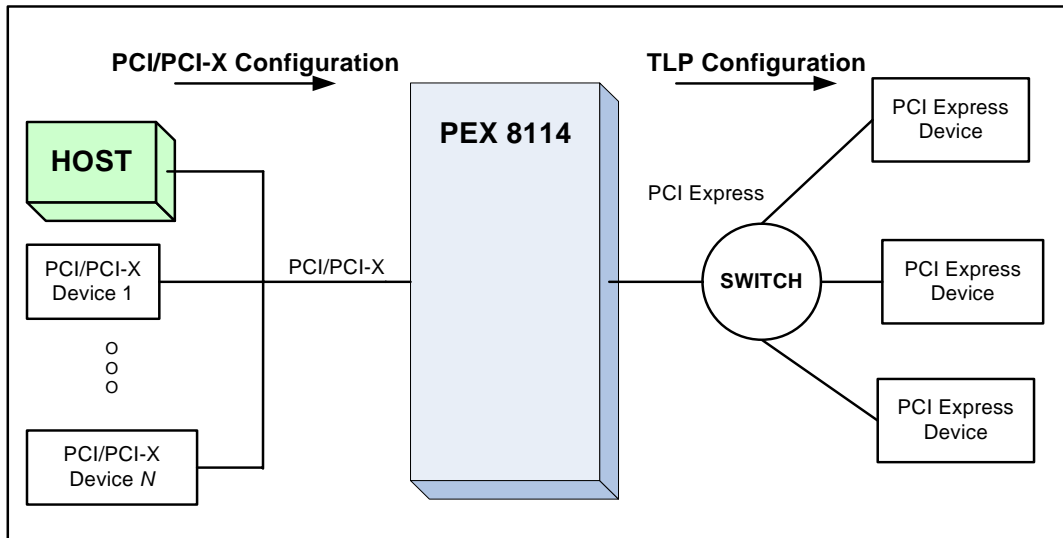 PCI/PCI-X Configuration
TLP Configuration
HOST
PEX 8114
PCI Express
Device
PCI Express
PCI/PCI-X
Device 1
PCI/PCI-X
SWITCH
PCI Express
Device
O
O
O
PCI/PCI-X
Device N
PCI Express
Device